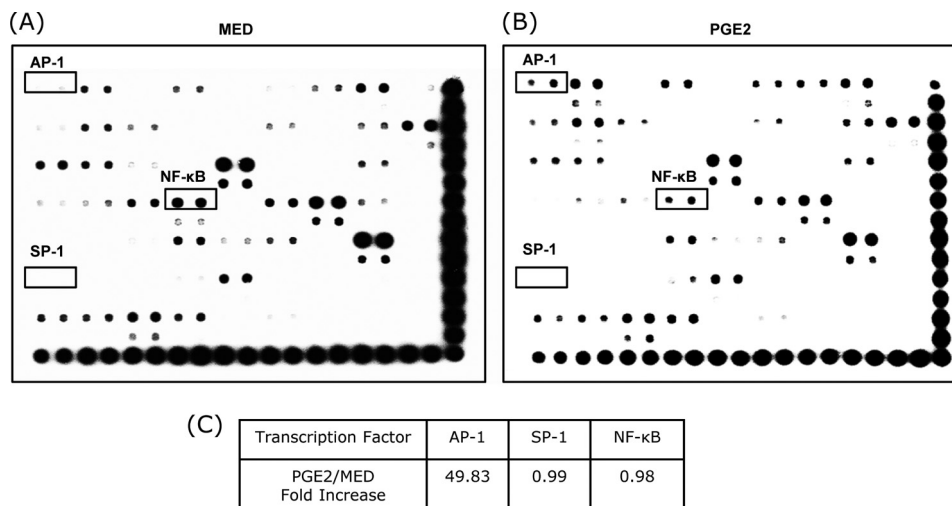 (A)
MED
AP-1
NF-κB
SP-1
(B)
PGE2
AP-1
NF-κB
SP-1
(C)
Transcription Factor AP-1 SP-1 NF-κB
PGE2/MED 49.83 0.99 0.98
Fold Increase